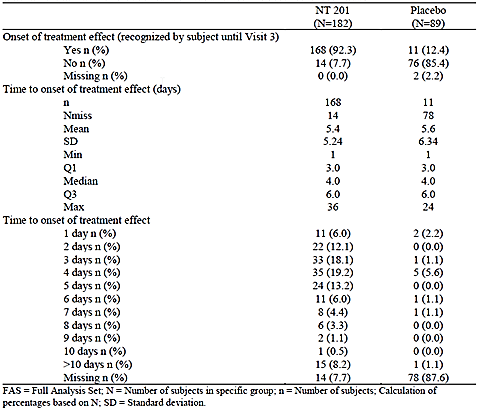 NT 201 Placebo
(N=182) (N=89)
Onset of treatment effect (recognized by subject until Visit 3)
Yes n (%) 168 (92.3) 11 (12.4)
No n (%) 14 (7.7) 76 (85.4)
Missing n (%) 0 (0.0) 2 (2.2)
Time to onset of treatment effect (days)
n 168 11
Nmiss 14 78
Mean 5.4 5.6
SD 5.24 6.34
Min 1 1
Q1 3.0 3.0
Median 4.0 4.0
Q3 6.0 6.0
Max 36 24
Time to onset of treatment effect
1 day n (%) 11 (6.0) 2 (2.2)
2 days n (%) 22 (12.1) 0 (0.0)
3 days n (%) 33 (18.1) 1 (1.1)
4 days n (%) 35 (19.2) 5 (5.6)
5 days n (%) 24 (13.2) 0 (0.0)
6 days n (%) 11 (6.0) 1 (1.1)
7 days n (%) 8 (4.4) 1 (1.1)
8 days n (%) 6 (3.3) 0 (0.0)
9 days n (%) 2 (1.1) 0 (0.0)
10 days n (%) 1 (0.5) 0 (0.0)
>10 days n (%) 15 (8.2) 1 (1.1)
Missing n (%) 14 (7.7) 78 (87.6)
FAS = Full Analysis Set; N = Number of subjects in specific group; n = Number of subjects; Calculation of
percentages based on N; SD = Standard deviation.